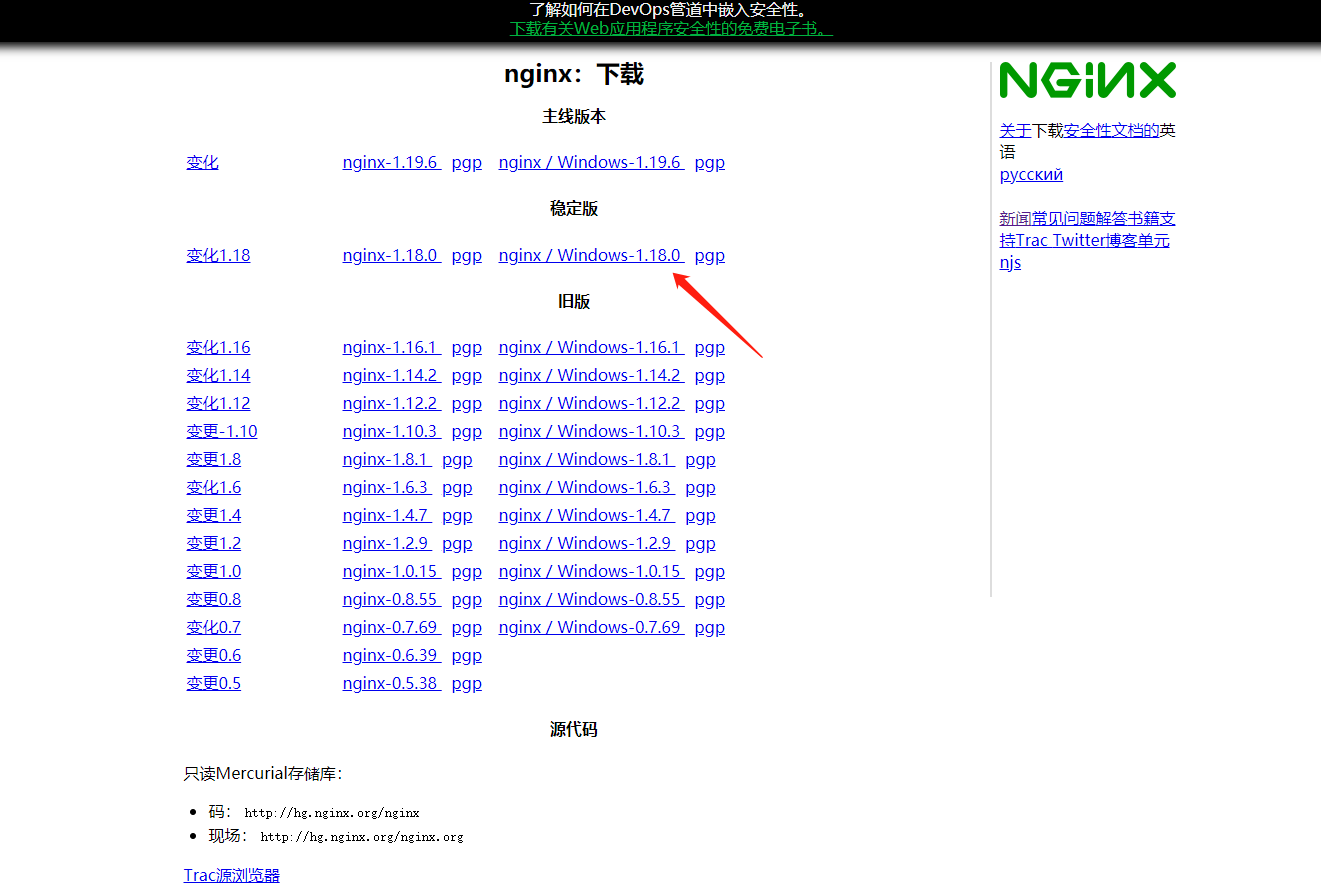 了解如何在DevOps管道中嵌入安全性。
下载有关Web应用程序安全性的免费电子书。
nginx：下载
主线版本
变化 nginx-1.19.6 pgp nginx / Windows-1.19.6 pgp
稳定版
变化1.18 nginx-1.18.0 pgp nginx / Windows-1.18.0 pgp
旧版
变化1.16 nginx-1.16.1 pgp nginx / Windows-1.16.1 pgp
变化1.14 nginx-1.14.2 pgp nginx / Windows-1.14.2 pgp
变化1.12 nginx-1.12.2 pgp nginx / Windows-1.12.2 pgp
变更-1.10 nginx-1.10.3 pgp nginx / Windows-1.10.3 pgp
变更1.8 nginx-1.8.1 pgp nginx / Windows-1.8.1 pgp
变化1.6 nginx-1.6.3 pgp nginx / Windows-1.6.3 pgp
变更1.4 nginx-1.4.7 pgp nginx / Windows-1.4.7 pgp
变更1.2 nginx-1.2.9 pgp nginx / Windows-1.2.9 pgp
变更1.0 nginx-1.0.15 pgp nginx / Windows-1.0.15 pgp
变更0.8 nginx-0.8.55 pgp nginx / Windows-0.8.55 pgp
变化0.7 nginx-0.7.69 pgp nginx / Windows-0.7.69 pgp
变更0.6 nginx-0.6.39 pgp
变更0.5 nginx-0.5.38 pgp
源代码
只读Mercurial存储库：
• 码： http://hg.nginx.org/nginx
• 现场： http://hg.nginx.org/nginx.org
Trac源浏览器
NGINX
关于下载安全性文档的英
语
русский
新闻常见问题解答书籍支
持Trac Twitter博客单元
njs